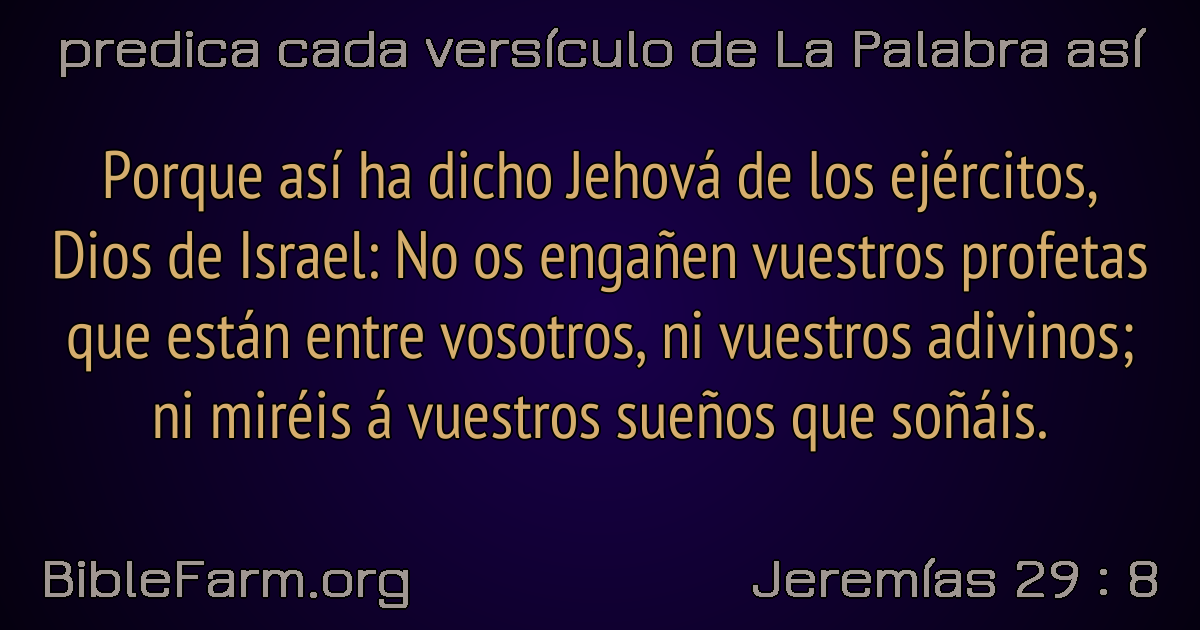 predica cada versículo de La Palabra así
Porque así ha dicho Jehová de los ejércitos,
Dios de Israel: No os engañen vuestros profetas
que están entre vosotros, ni vuestros adivinos;
ni miréis á vuestros sueños que soñáis.
BibleFarm.org
Jeremías 29 : 8